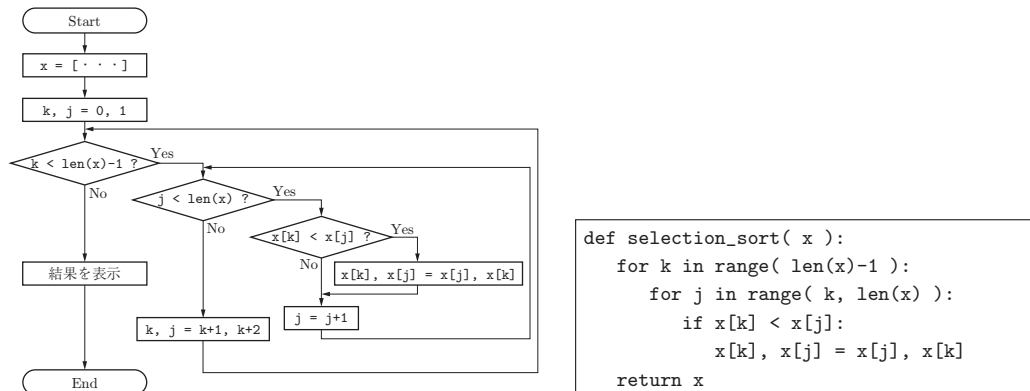 Start
x = [・・・]
k, j = 0, 1
k < len(x)-1 ?
Yes
No
j < len(x) ?
Yes
No
x[k] < x[j] ?
Yes
No
x[k], x[j] = x[j], x[k]
j = j+1
k, j = k+1, k+2
結果を表示
End
def selection_sort( x ):
for k in range( len(x)-1 ):
for j in range( k, len(x) ):
if x[k] < x[j]:
x[k], x[j] = x[j], x[k]
return x